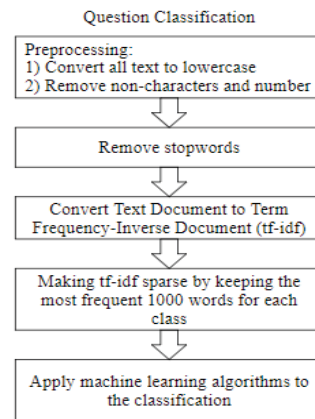 Question Classification
Preprocessing:
1) Convert all text to lowercase
2) Remove non-characters and number
Remove stopwords
Convert Text Document to Term
Frequency-Inverse Document (tf-idf)
Making tf-idf sparse by keeping the
most frequent 1000 words for each
class
Apply machine learning algorithms to
the classification